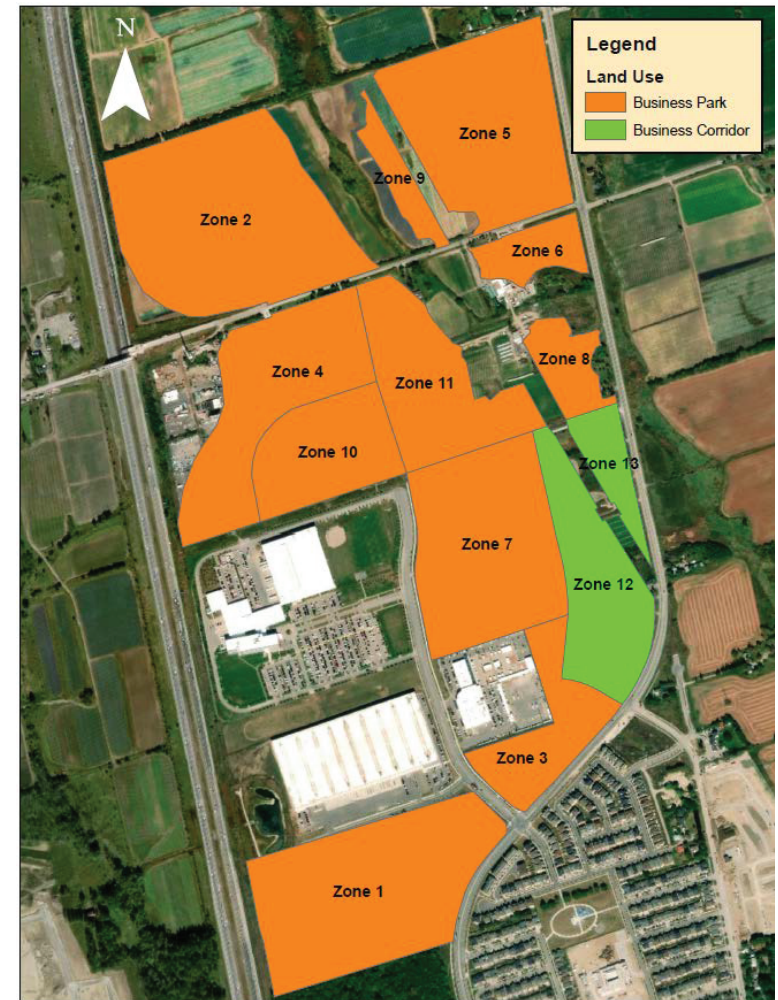 N
Legend
Land Use
Business Park
Business Corridor
Zone 5
Zone 9
Zone 2
Zone 6
Zone 4
Zone 11
Zone 8
Zone 10
Zone 13
Zone 7
Zone 12
Zone 3
Zone 1